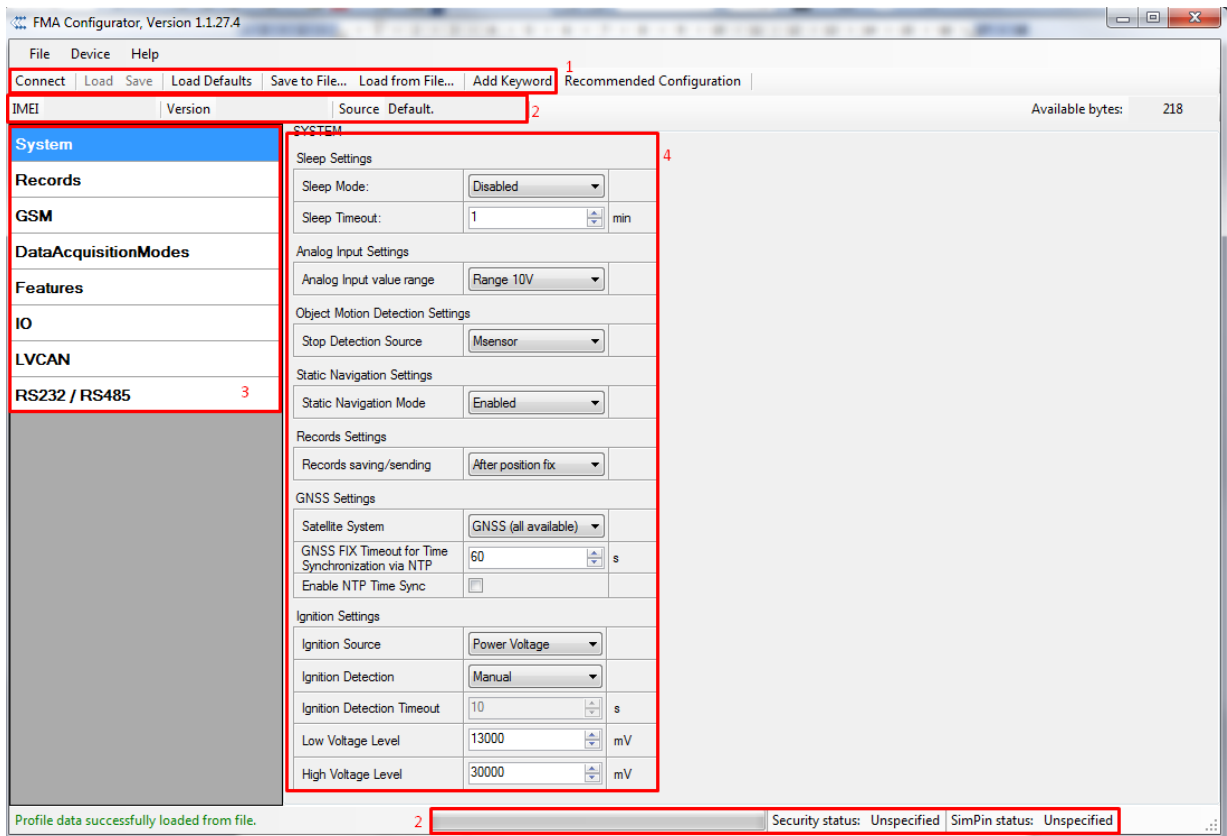 FMA Configurator, Version 1.1.27.4
File Device Help
1
Connect Load Save Load Defaults Save to File... Load from File... Add Keyword Recommended Configuration
IMEI Version Source Default. 2 Available bytes: 218
System
Records
GSM
DataAcquisitionModes
Features
IO
LVCAN
RS232 / RS485 3
SYSTEM
4
Sleep Settings
Sleep Mode: Disabled
Sleep Timeout: 1 min
Analog Input Settings
Analog Input value range Range 10V
Object Motion Detection Settings
Stop Detection Source Msensor
Static Navigation Settings
Static Navigation Mode Enabled
Records Settings
Records saving/sending After position fix
GNSS Settings
Satellite System GNSS (all available)
GNSS FIX Timeout for Time
Synchronization via NTP 60 s
Enable NTP Time Sync
Ignition Settings
Ignition Source Power Voltage
Ignition Detection Manual
Ignition Detection Timeout 10 s
Low Voltage Level 13000 mV
High Voltage Level 30000 mV
Profile data successfully loaded from file. 2 Security status: Unspecified SimPin status: Unspecified